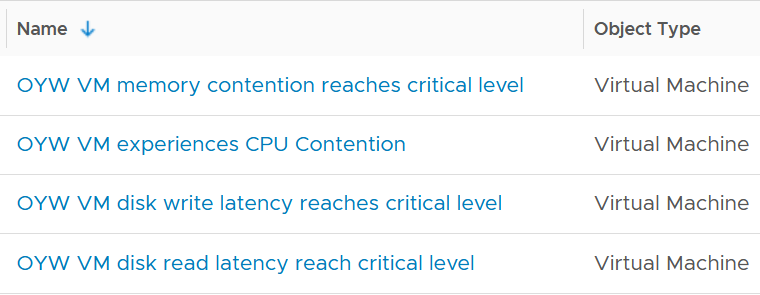 Name Object Type
OYW VM memory contention reaches critical level Virtual Machine
OYW VM experiences CPU Contention Virtual Machine
OYW VM disk write latency reaches critical level Virtual Machine
OYW VM disk read latency reach critical level Virtual Machine